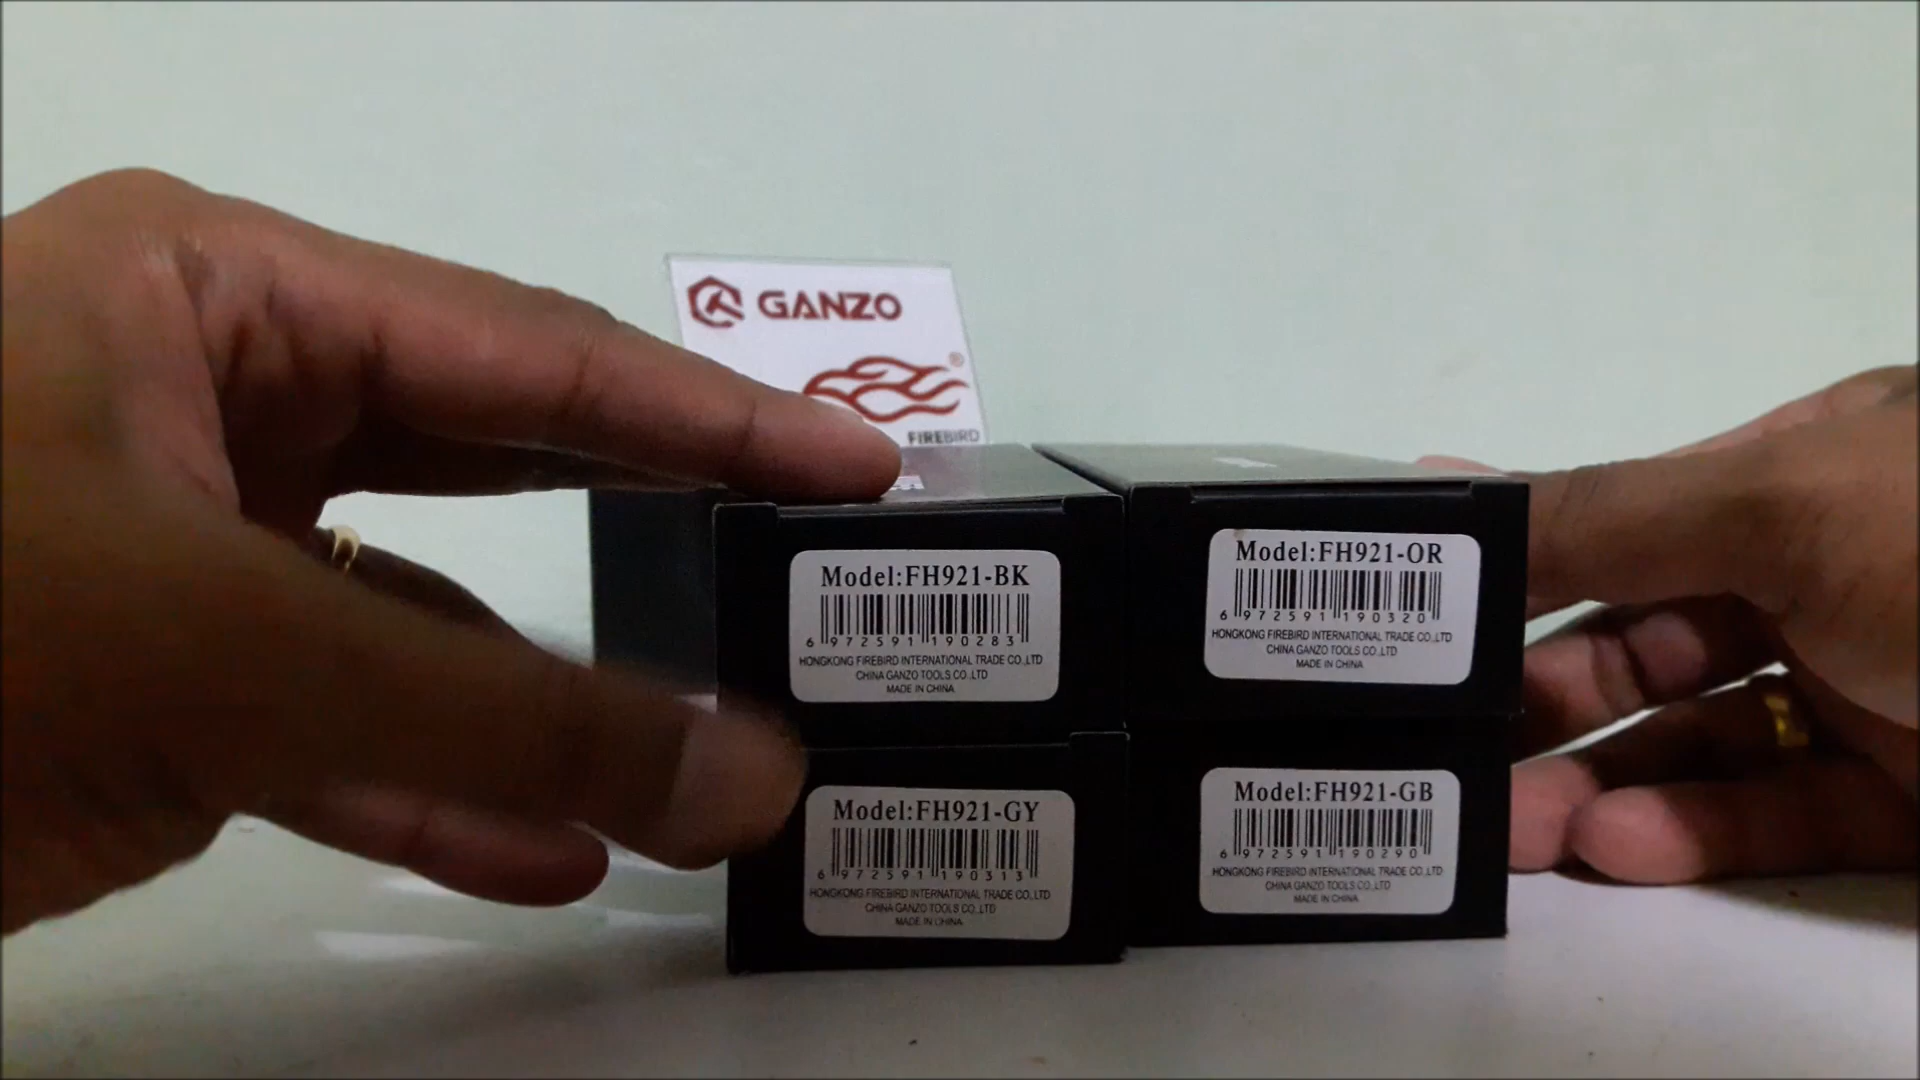 GANZO
®
FIREBIRD
Model:FH921-BK
6 972591 190283
HONGKONG FIREBIRD INTERNATIONAL TRADE CO.,LTD
CHINA GANZO TOOLS CO.,LTD
MADE IN CHINA
Model:FH921-OR
6 972591 190320
HONGKONG FIREBIRD INTERNATIONAL TRADE CO.,LTD
CHINA GANZO TOOLS CO.,LTD
MADE IN CHINA
Model:FH921-GY
6 972591 190313
HONGKONG FIREBIRD INTERNATIONAL TRADE CO.,LTD
CHINA GANZO TOOLS CO.,LTD
MADE IN CHINA
Model:FH921-GB
6 972591 190290
HONGKONG FIREBIRD INTERNATIONAL TRADE CO.,LTD
CHINA GANZO TOOLS CO.,LTD
MADE IN CHINA